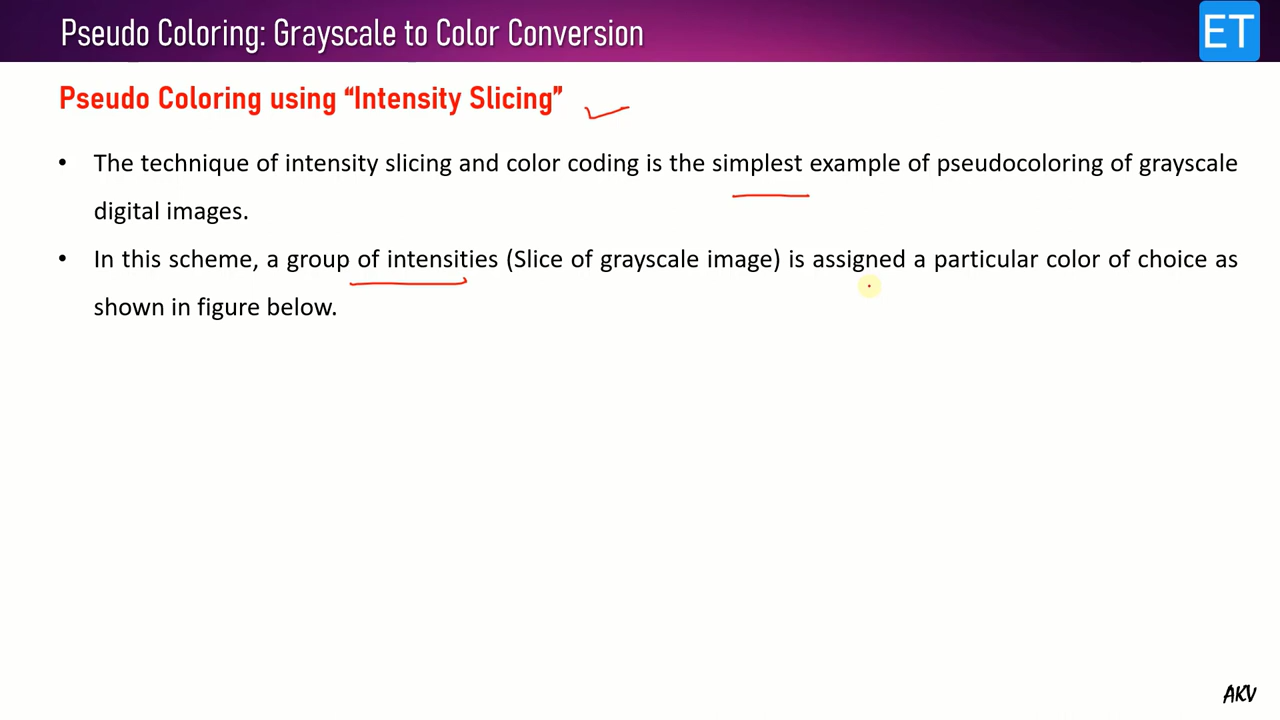 Pseudo Coloring: Grayscale to Color Conversion
ET
Pseudo Coloring using “Intensity Slicing”
• The technique of intensity slicing and color coding is the simplest example of pseudocoloring of grayscale
digital images.
• In this scheme, a group of intensities (Slice of grayscale image) is assigned a particular color of choice as
shown in figure below.
AKV